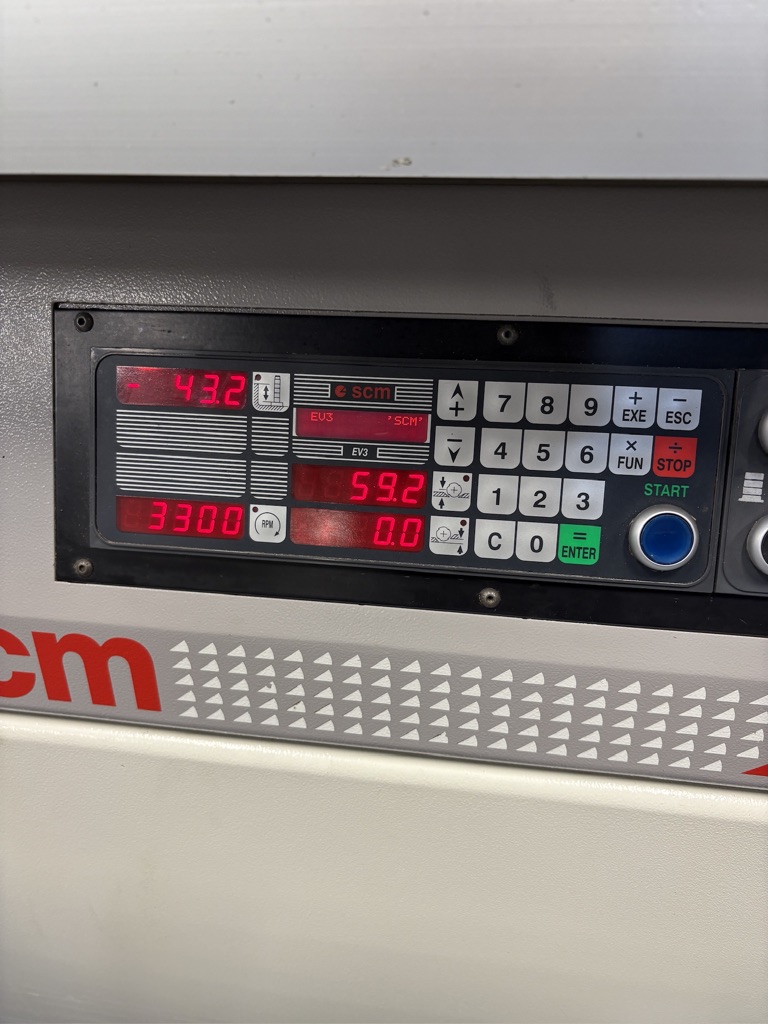 - 43.2
scm
EV3 'SCM'
EV3
59.2
3300
RPM
0.0
+
-
7 8 9
+ EXE
- ESC
4 5 6
× FUN
÷ STOP
1 2 3
START
C 0
= ENTER
cm